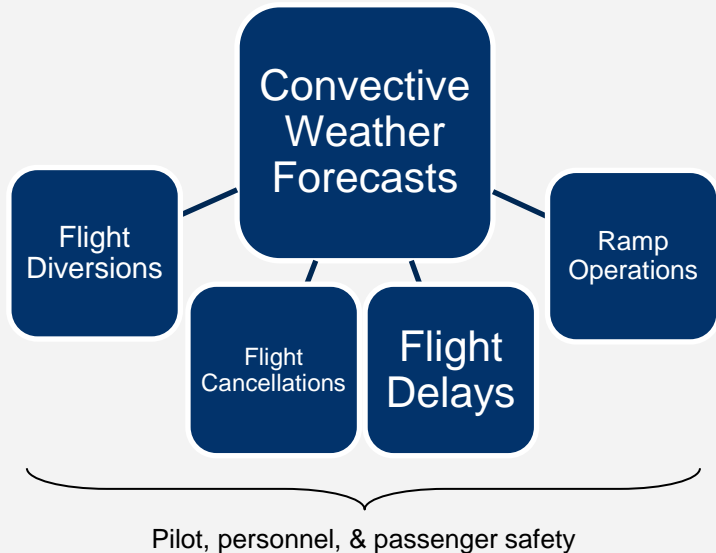 Convective
Weather
Forecasts
Flight
Diversions
Ramp
Operations
Flight
Cancellations
Flight
Delays
Pilot, personnel, & passenger safety